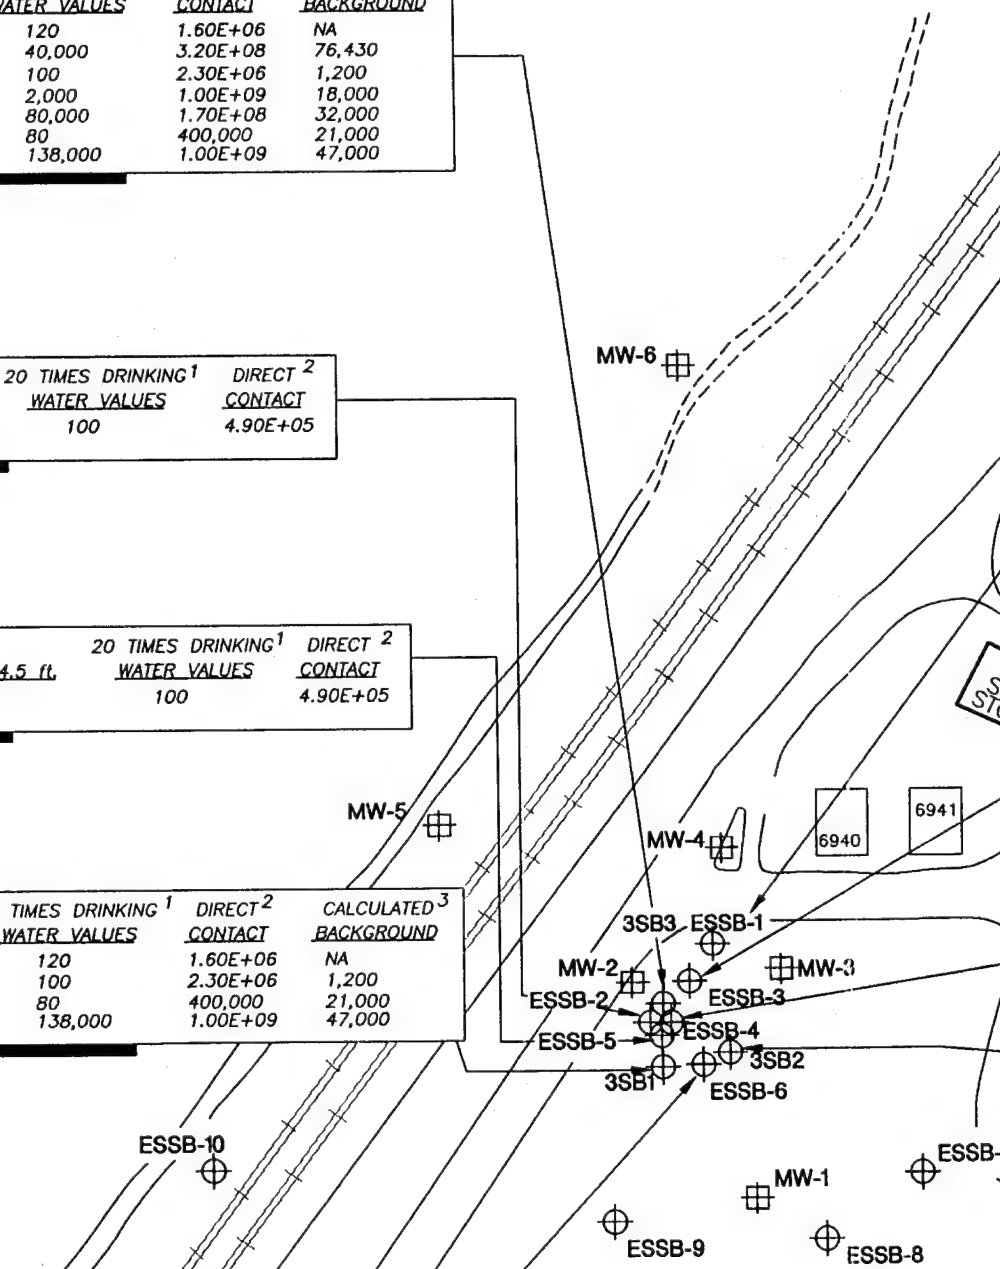 WATER VALUES CONTACT BACKGROUND
120 1.60E+06 NA
40,000 3.20E+08 76,430
100 2.30E+06 1,200
2,000 1.00E+09 18,000
80,000 1.70E+08 32,000
80 400,000 21,000
138,000 1.00E+09 47,000
MW-6
20 TIMES DRINKING 1 DIRECT 2
WATER VALUES CONTACT
100 4.90E+05
20 TIMES DRINKING 1 DIRECT 2
4.5 ft. WATER VALUES CONTACT
100 4.90E+05
MW-5
MW-4
6940
6941
TIMES DRINKING 1 DIRECT 2 CALCULATED 3
WATER VALUES CONTACT BACKGROUND
120 1.60E+06 NA
100 2.30E+06 1,200
80 400,000 21,000
138,000 1.00E+09 47,000
3SB3 ESSB-1
MW-2
MW-3
ESSB-2
ESSB-3
ESSB-4
ESSB-5
3SB2
3SB1
ESSB-6
ESSB-10
ESSB-
MW-1
ESSB-9
ESSB-8